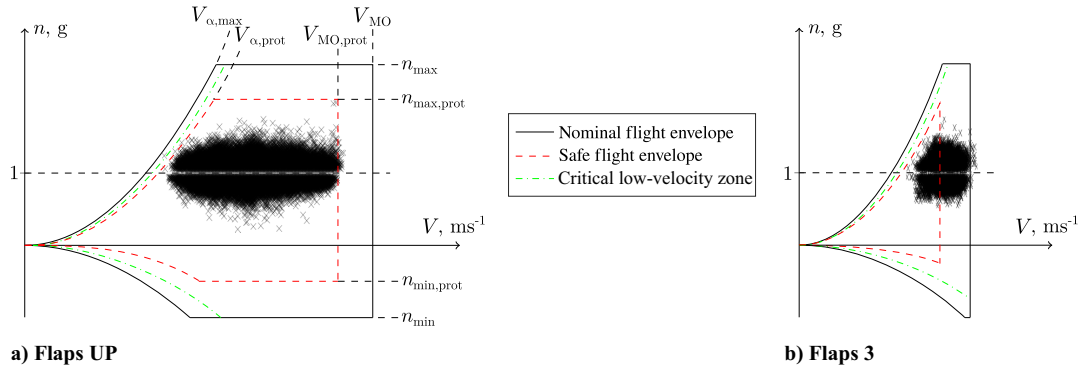 n, g
V_α,max
V_α,prot
V_MO,prot
V_MO
n_max
n_max,prot
1
V, ms⁻¹
n_min,prot
n_min
a) Flaps UP
Nominal flight envelope
Safe flight envelope
Critical low-velocity zone
n, g
1
V, ms⁻¹
b) Flaps 3